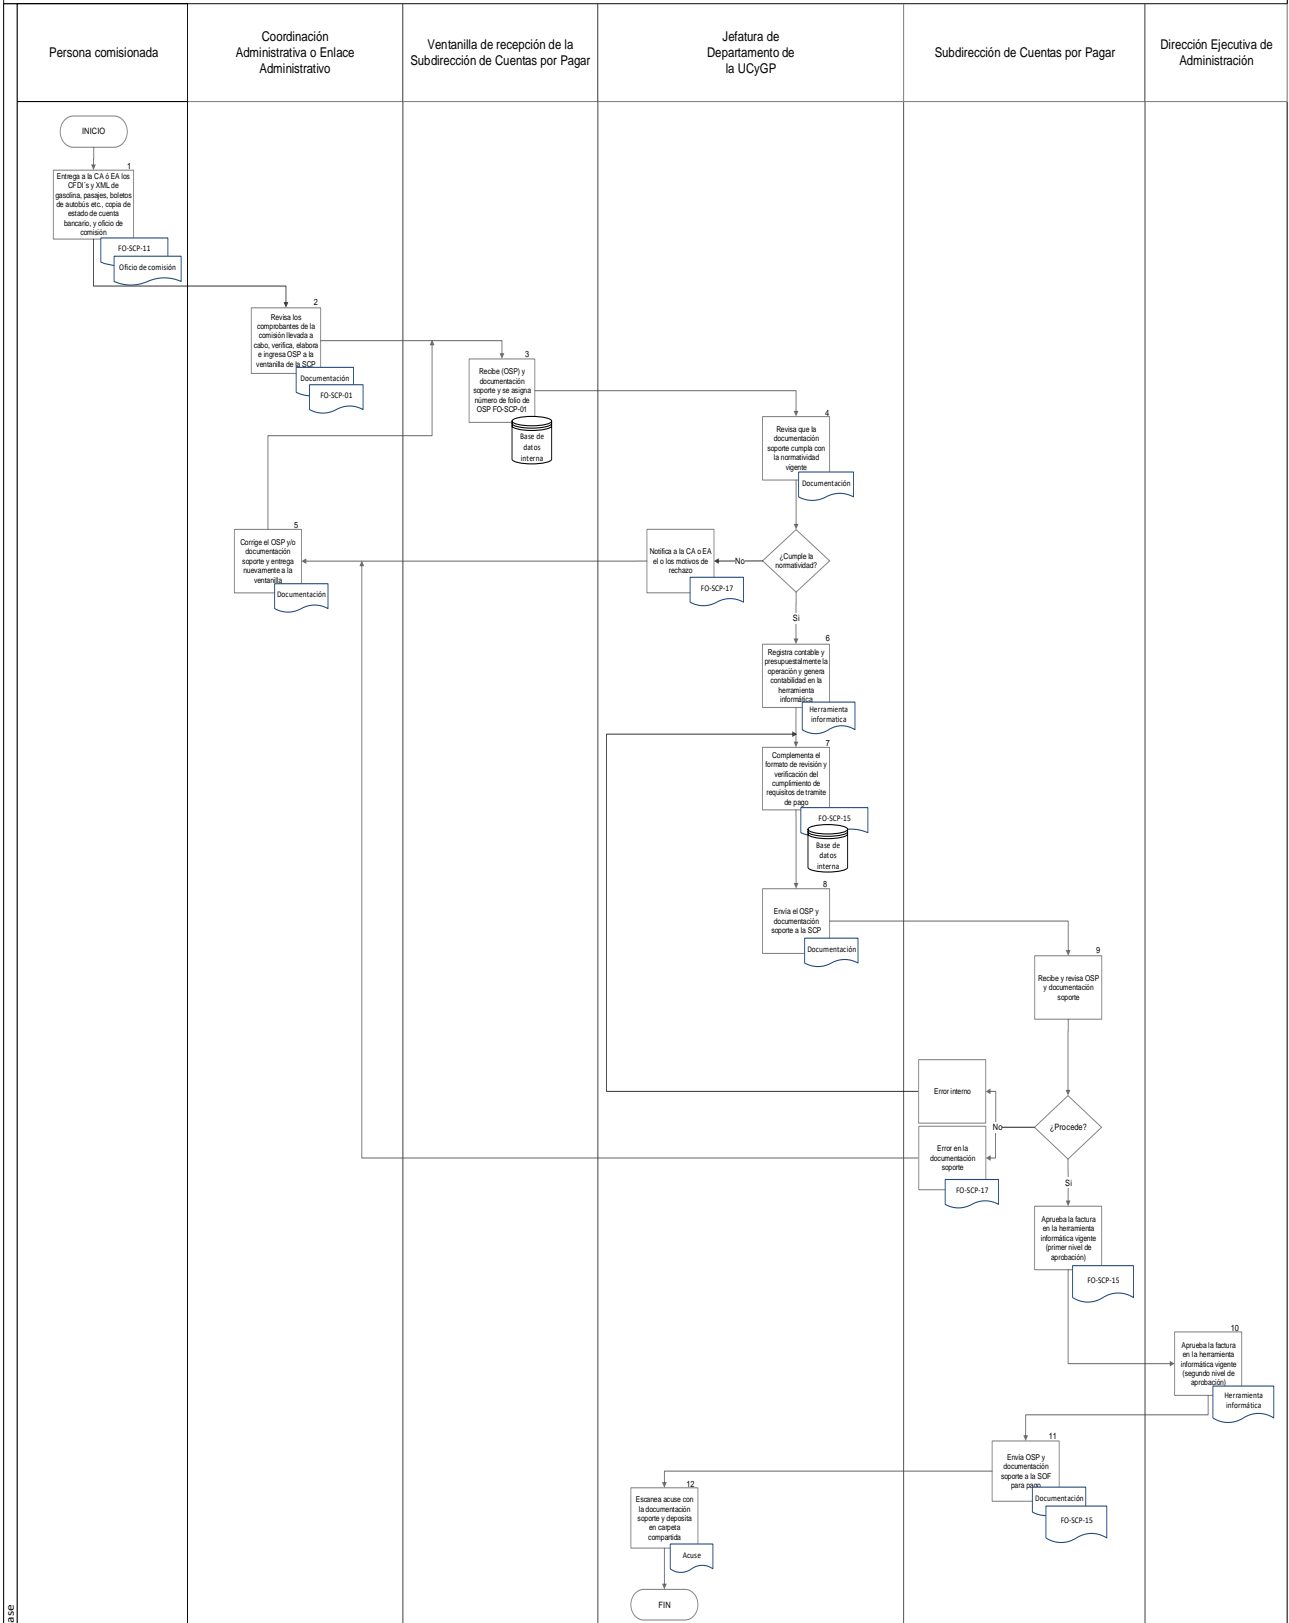 Persona comisionada
Coordinación
Administrativa o Enlace
Administrativo
Ventanilla de recepción de la
Subdirección de Cuentas por Pagar
Jefatura de
Departamento de
la UCyGP
Subdirección de Cuentas por Pagar
Dirección Ejecutiva de
Administración
INICIO
1
Entrega a la CA ó EA los
CFDI´s y XML de
gasolina, pasajes, boletos
de autobús etc., copia de
estado de cuenta
bancario, y oficio de
comisión
FO-SCP-11
Oficio de comisión
2
Revisa los
comprobantes de la
comisión llevada a
cabo, verifica, elabora
e ingresa OSP a la
ventanilla de la SCP
Documentación
FO-SCP-01
3
Recibe (OSP) y
documentación
soporte y se asigna
número de folio de
OSP FO-SCP-01
Base de
datos
interna
4
Revisa que la
documentación
soporte cumpla con
la normatividad
vigente
Documentación
5
Corrige el OSP y/o
documentación
soporte y entrega
nuevamente a la
ventanilla
Documentación
Notifica a la CA o EA
el o los motivos de
rechazo
FO-SCP-17
No
¿Cumple la
normatividad?
Si
6
Registra contable y
presupuestalmente la
operación y genera
contabilidad en la
herramienta
informática
Herramienta
informatica
7
Complementa el
formato de revisión y
verificación del
cumplimiento de
requisitos de tramite
de pago
FO-SCP-15
Base de
datos
interna
8
Envía el OSP y
documentación
soporte a la SCP
Documentación
9
Recibe y revisa OSP
y documentación
soporte
Error interno
No
¿Procede?
Error en la
documentación
soporte
FO-SCP-17
Si
Aprueba la factura
en la herramienta
informática vigente
(primer nivel de
aprobación)
FO-SCP-15
10
Aprueba la factura
en la herramienta
informática vigente
(segundo nivel de
aprobación)
Herramienta
informática
11
Envía OSP y
documentación
soporte a la SOF
para pago
Documentación
FO-SCP-15
12
Escanea acuse con
la documentación
soporte y deposita
en carpeta
compartida
Acuse
FIN
ase